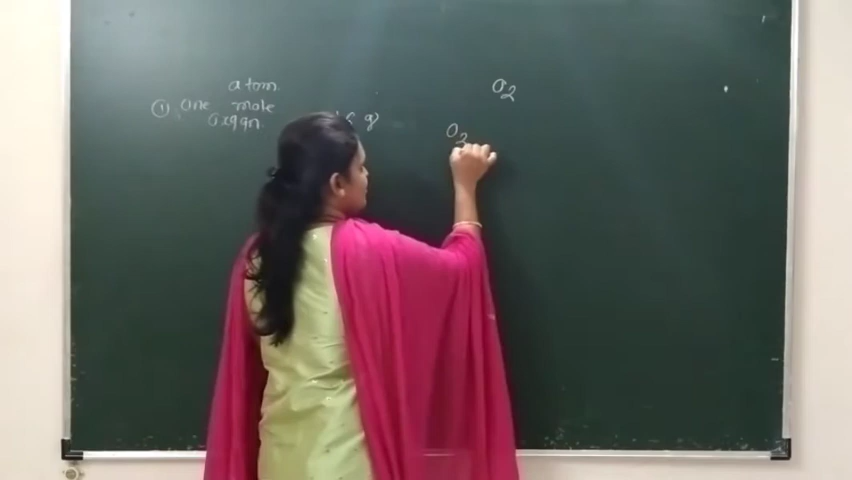 atom
① One mole
Oxygen
g
O2
O2